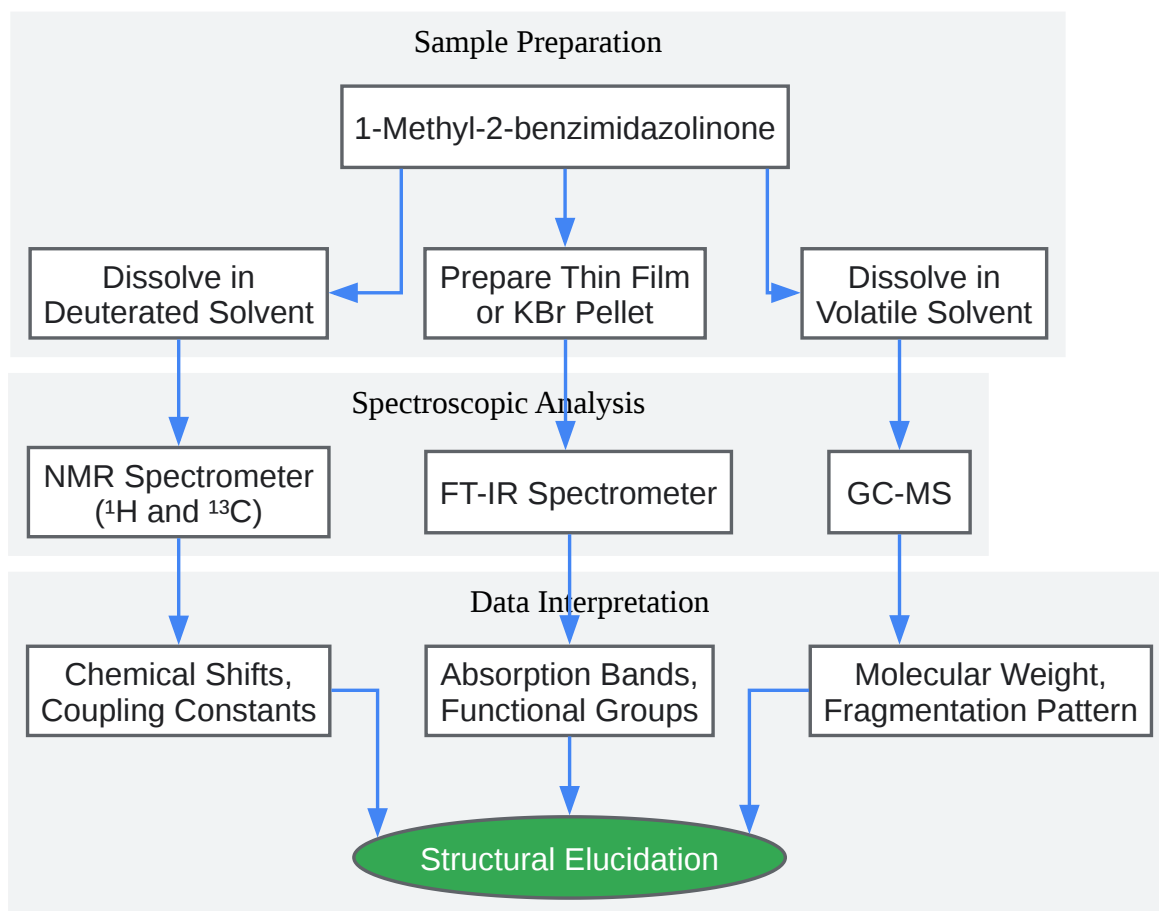 Sample Preparation
1-Methyl-2-benzimidazolinone
Dissolve in
Deuterated Solvent
Prepare Thin Film
or KBr Pellet
Dissolve in
Volatile Solvent
Spectroscopic Analysis
NMR Spectrometer
(¹H and ¹³C)
FT-IR Spectrometer
GC-MS
Data Interpretation
Chemical Shifts,
Coupling Constants
Absorption Bands,
Functional Groups
Molecular Weight,
Fragmentation Pattern
Structural Elucidation